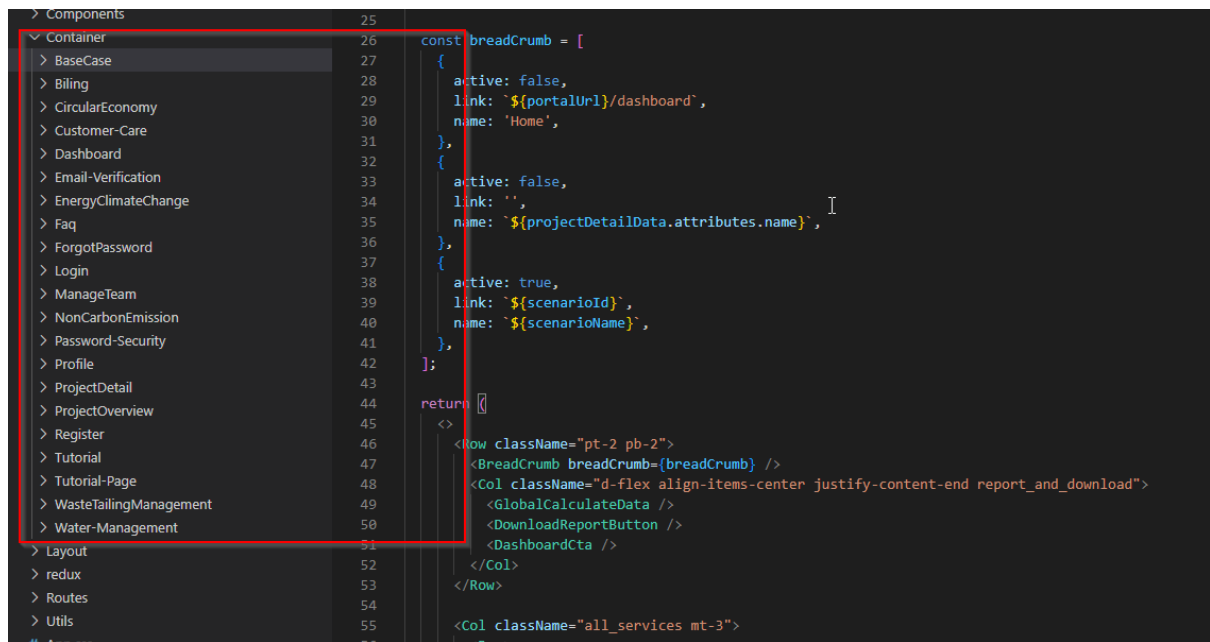 Components
Container
BaseCase
Biling
CircularEconomy
Customer-Care
Dashboard
Email-Verification
EnergyClimateChange
Faq
ForgotPassword
Login
ManageTeam
NonCarbonEmission
Password-Security
Profile
ProjectDetail
ProjectOverview
Register
Tutorial
Tutorial-Page
WasteTailingManagement
Water-Management
Layout
redux
Routes
Utils
25
26 const breadCrumb = [
27 {
28 active: false,
29 link: `${portalUrl}/dashboard`,
30 name: 'Home',
31 },
32 {
33 active: false,
34 link: '',
35 name: `${projectDetailData.attributes.name}`,
36 },
37 {
38 active: true,
39 link: `${scenarioId}`,
40 name: `${scenarioName}`,
41 },
42 ];
43
44 return (
45 <>
46 <Row className="pt-2 pb-2">
47 <BreadCrumb breadCrumb={breadCrumb} />
48 <Col className="d-flex align-items-center justify-content-end report_and_download">
49 <GlobalCalculateData />
50 <DownloadReportButton />
51 <DashboardCta />
52 </Col>
53 </Row>
54
55 <Col className="all_services mt-3">